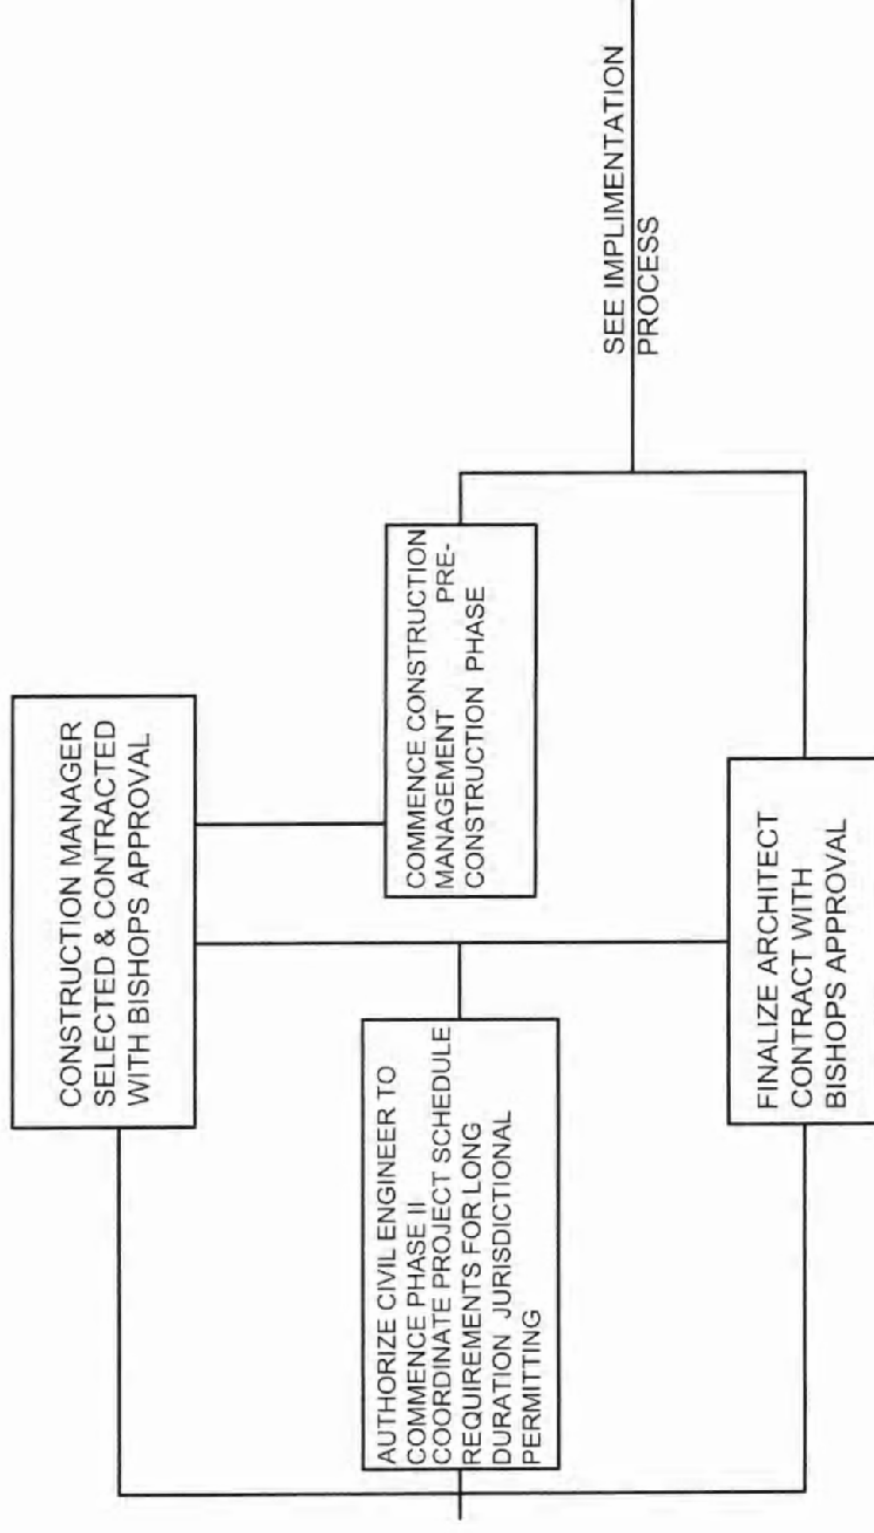 CONSTRUCTION MANAGER
SELECTED & CONTRACTED
WITH BISHOPS APPROVAL
AUTHORIZE CIVIL ENGINEER TO
COMMENCE PHASE II
COORDINATE PROJECT SCHEDULE
REQUIREMENTS FOR LONG
DURATION JURISDICTIONAL
PERMITTING
COMMENCE CONSTRUCTION
MANAGEMENT PRE-
CONSTRUCTION PHASE
FINALIZE ARCHITECT
CONTRACT WITH
BISHOPS APPROVAL
SEE IMPLIMENTATION
PROCESS